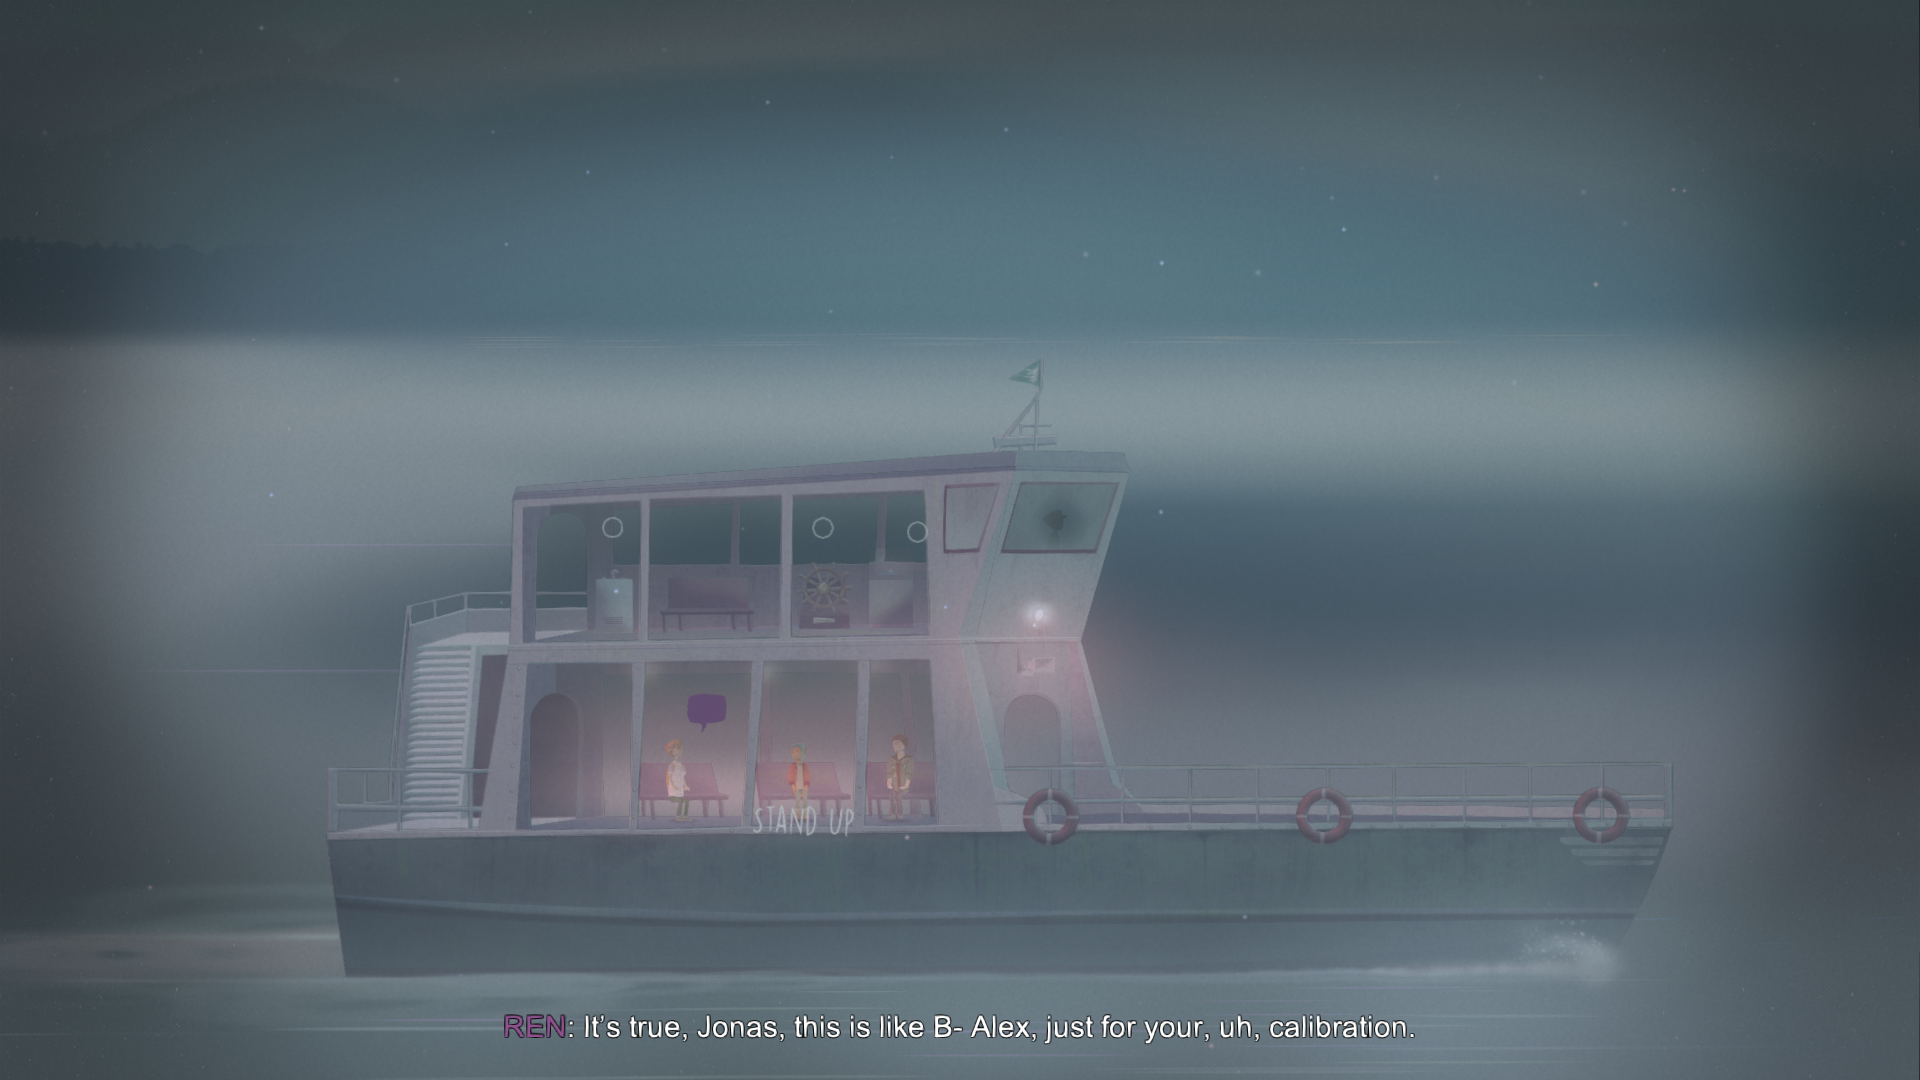 STAND UP
REN: It's true, Jonas, this is like B- Alex, just for your, uh, calibration.